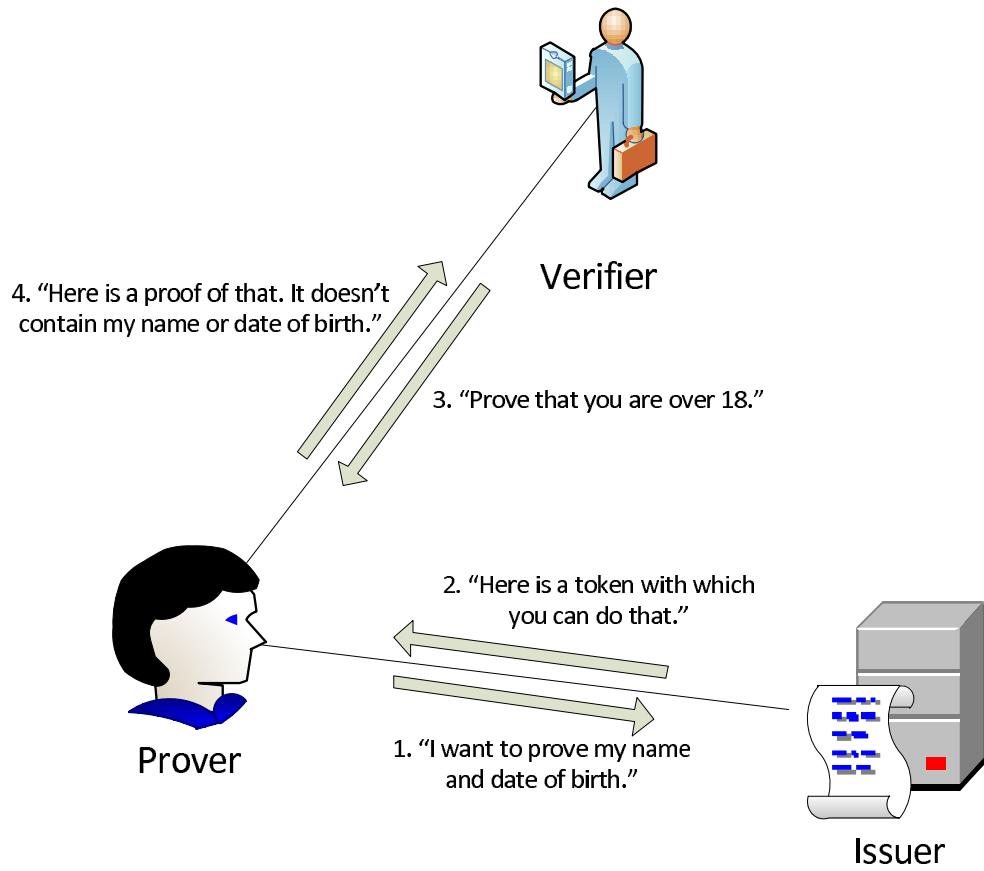 Verifier
4. “Here is a proof of that. It doesn’t
contain my name or date of birth.”
3. “Prove that you are over 18.”
2. “Here is a token with which
you can do that.”
Prover
1. “I want to prove my name
and date of birth.”
Issuer